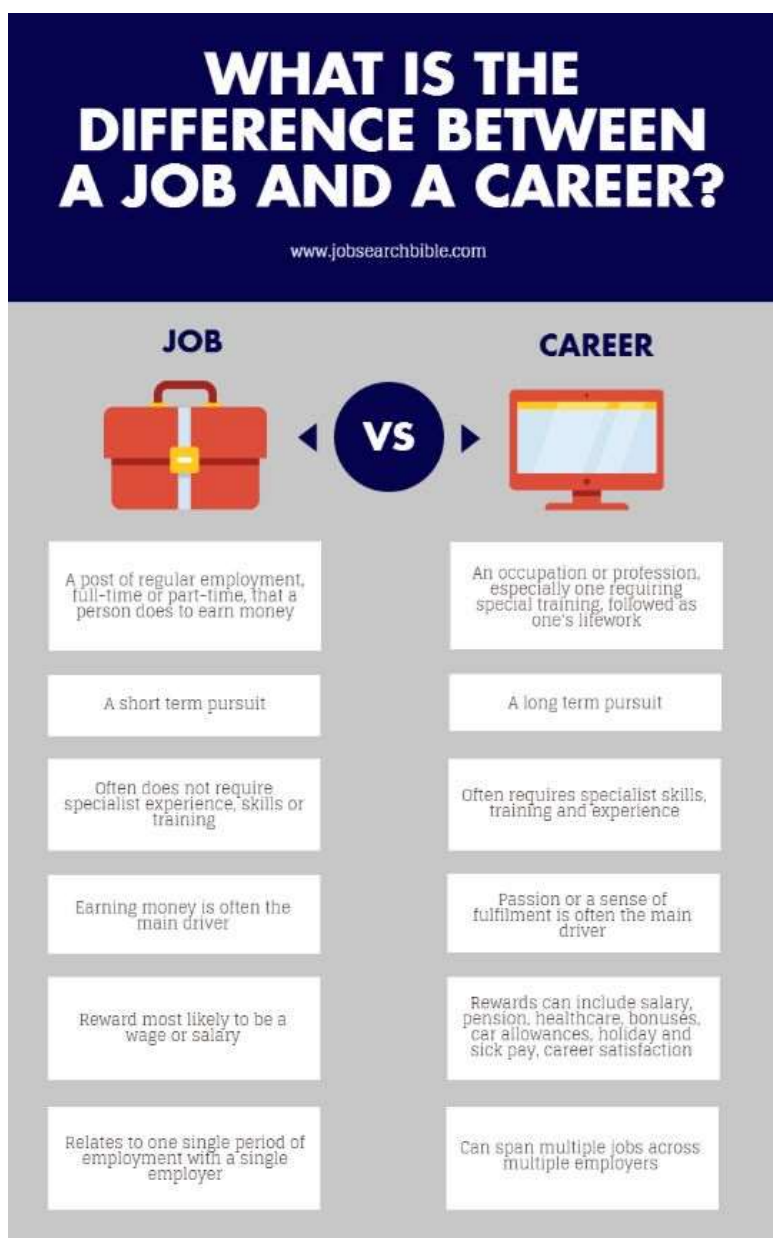 WHAT IS THE
DIFFERENCE BETWEEN
A JOB AND A CAREER?
www.jobsearchbible.com
JOB
VS
CAREER
A post of regular employment,
full-time or part-time, that a
person does to earn money
An occupation or profession,
especially one requiring
special training, followed as
one's lifework
A short term pursuit
A long term pursuit
Often does not require
specialist experience, skills or
training
Often requires specialist skills,
training and experience
Earning money is often the
main driver
Passion or a sense of
fulfilment is often the main
driver
Reward most likely to be a
wage or salary
Rewards can include salary,
pension, healthcare, bonuses,
car allowances, holiday and
sick pay, career satisfaction
Relates to one single period of
employment with a single
employer
Can span multiple jobs across
multiple employers